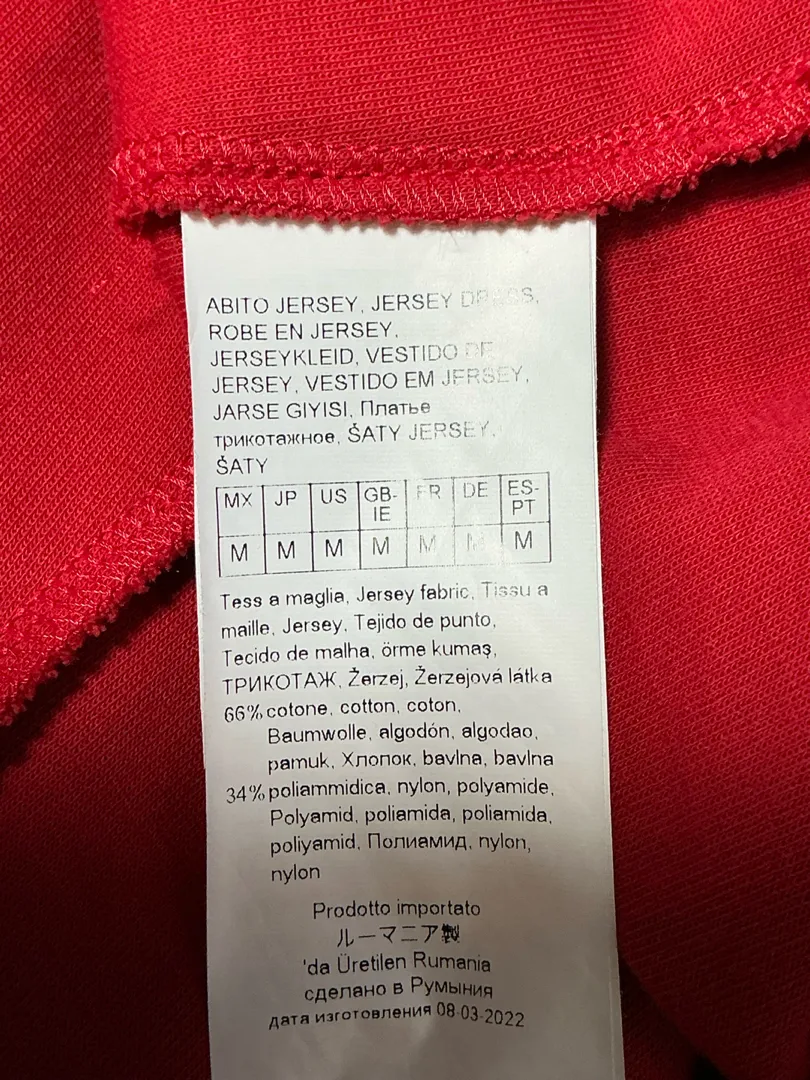 ABITO JERSEY, JERSEY DRESS,
ROBE EN JERSEY,
JERSEYKLEID, VESTIDO DE
JERSEY, VESTIDO EM JERSEY,
JARSE GIYISI, Платье
трикотажное, ŠATY JERSEY,
ŠATY
MX JP US GB-IE FR DE ES-PT
M M M M M M M
Tess a maglia, Jersey fabric, Tissu a
maille, Jersey, Tejido de punto,
Tecido de malha, örme kumaş,
ТРИКОТАЖ, Žerzej, Žerzejová látka
66% cotone, cotton, coton,
Baumwolle, algodón, algodao,
pamuk, Хлопок, bavlna, bavlna
34% poliammidica, nylon, polyamide,
Polyamid, poliamida, poliamida,
poliyamid, Полиамид, nylon,
nylon
Prodotto importato
ルーマニア製
'da Üretilen Rumania
сделано в Румыния
дата изготовления 08-03-2022